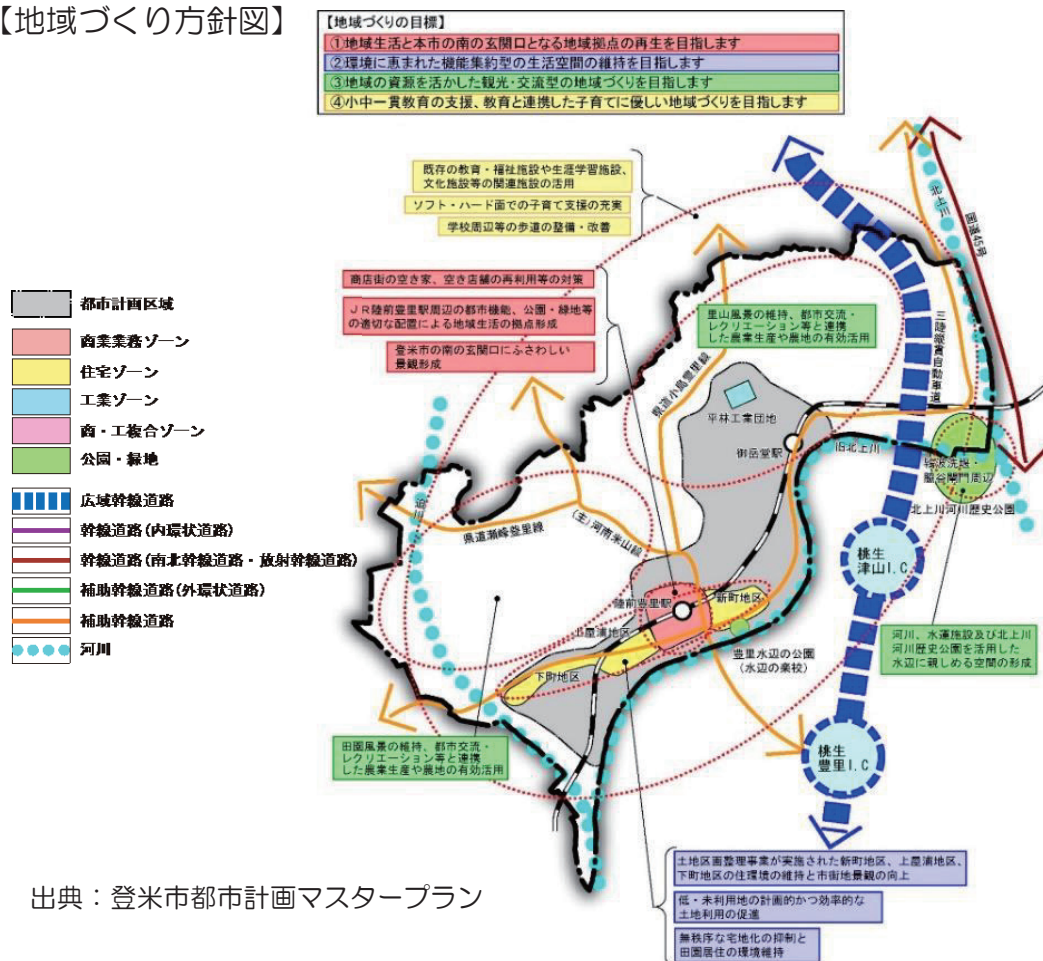 【地域づくり方針図】
【地域づくりの目標】
①地域生活と本市の南の玄関口となる地域拠点の再生を目指します
②環境に恵まれた機能集約型の生活空間の維持を目指します
③地域の資源を活かした観光・交流型の地域づくりを目指します
④小中一貫教育の支援、教育と連携した子育てに優しい地域づくりを目指します
既存の教育・福祉施設や生涯学習施設、
文化施設等の関連施設の活用
ソフト・ハード面での子育て支援の充実
学校周辺等の歩道の整備・改善
商店街の空き家、空き店舗の再利用等の対策
JR陸前豊里駅周辺の都市機能、公園・緑地等
の適切な配置による地域生活の拠点形成
登米市の南の玄関口にふさわしい
景観形成
里山風景の維持、都市交流・
レクリエーション等と連携
した農業生産や農地の有効活用
北上川
国道45号
三陸縦貫自動車道
県道小島豊里線
平林工業団地
御岳堂駅
旧北上川
脇谷閘門周辺
北上川河川歴史公園
都市計画区域
商業業務ゾーン
住宅ゾーン
工業ゾーン
商・工複合ゾーン
公園・緑地
広域幹線道路
幹線道路(内環状道路)
幹線道路(南北幹線道路・放射幹線道路)
補助幹線道路(外環状道路)
補助幹線道路
河川
迫川
県道瀬峰豊里線
(主)河南米山線
桃生
津山I.C
陸前豊里駅
新町地区
上屋浦地区
下町地区
豊里水辺の公園
(水辺の楽校)
河川、水運施設及び北上川
河川歴史公園を活用した
水辺に親しめる空間の形成
田園風景の維持、都市交流・
レクリエーション等と連携
した農業生産や農地の有効活用
桃生
豊里I.C
土地区画整理事業が実施された新町地区、上屋浦地区、
下町地区の住環境の維持と市街地景観の向上
低・未利用地の計画的かつ効率的な
土地利用の促進
無秩序な宅地化の抑制と
田園居住の環境維持
出典：登米市都市計画マスタープラン